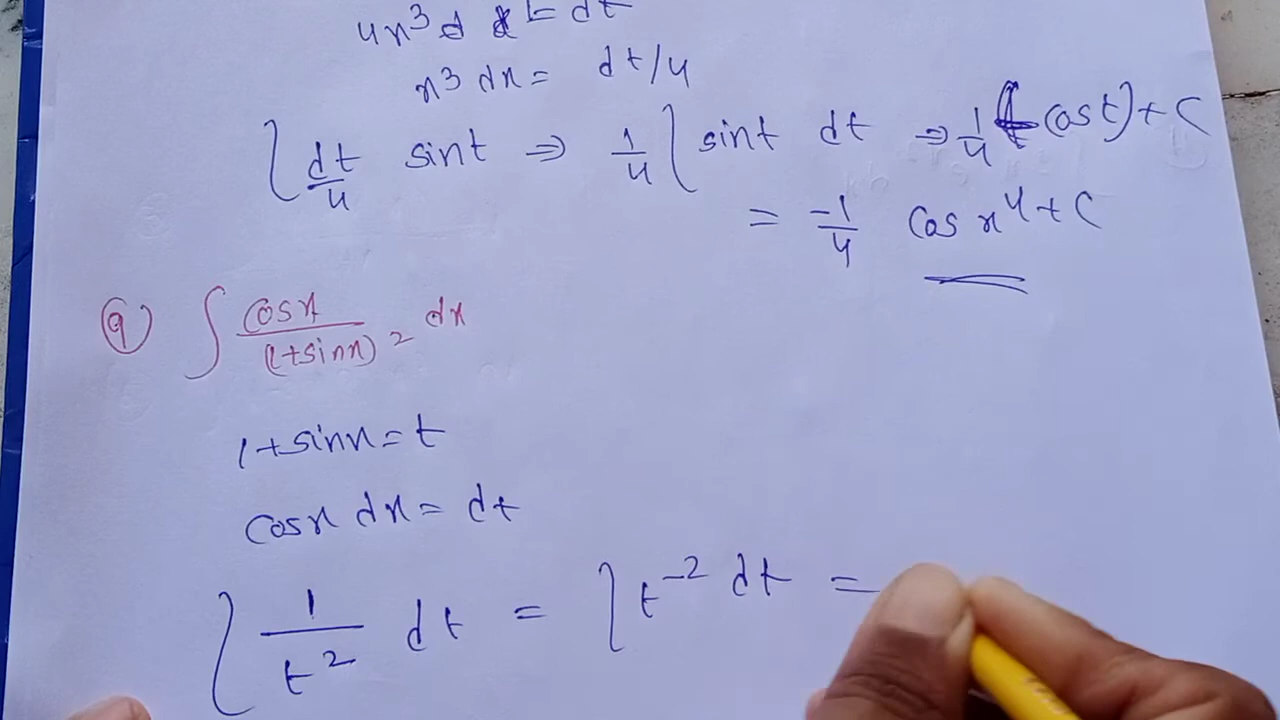 4x³ d x = dt
x³ dx = dt/4
∫ dt/4 sint ⇒ 1/4 ∫ sint dt ⇒ 1/4 (cost) + C
= -1/4 cos x⁴ + C
9) ∫ cosx/(1+sinx)² dx
1+sinx = t
cosx dx = dt
∫ 1/t² dt = ∫ t⁻² dt =